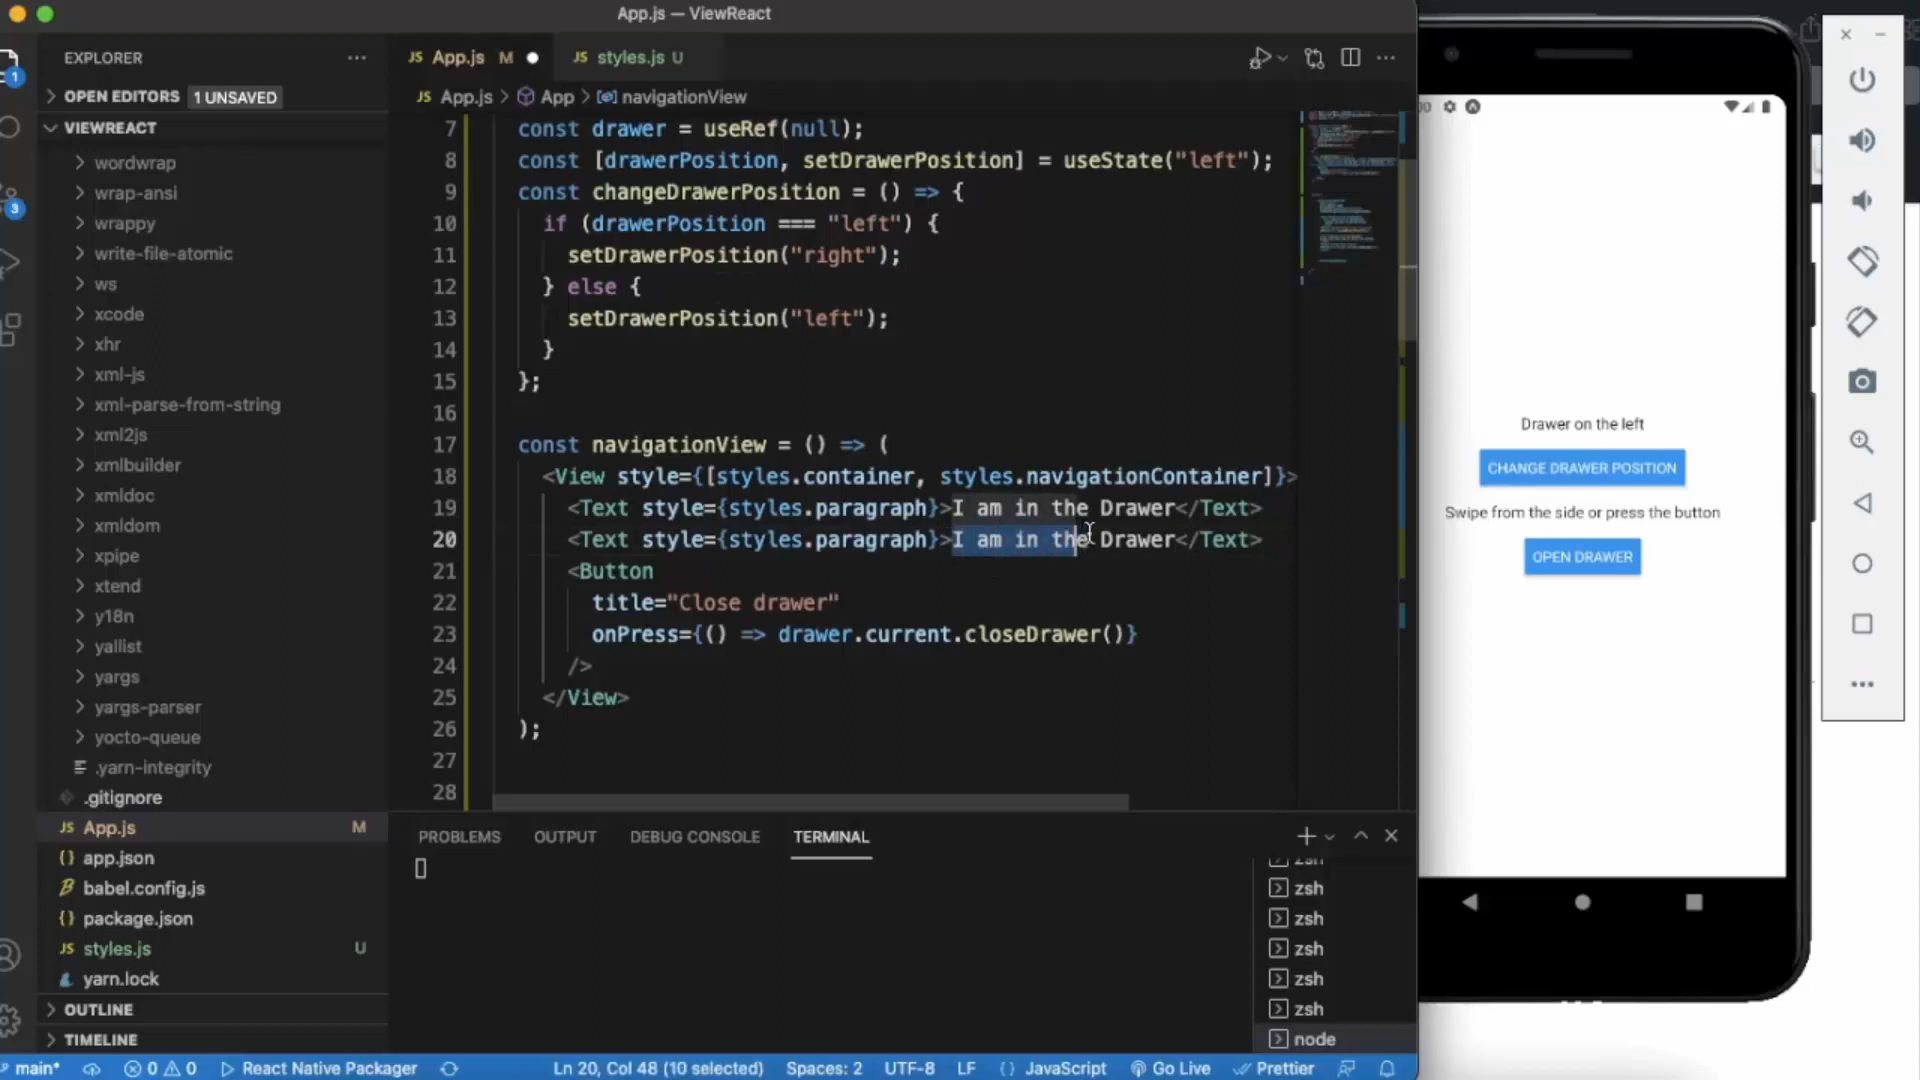 App.js — ViewReact
EXPLORER
OPEN EDITORS 1 UNSAVED
VIEWREACT
wordwrap
wrap-ansi
wrappy
write-file-atomic
ws
xcode
xhr
xml-js
xml-parse-from-string
xml2js
xmlbuilder
xmldoc
xmldom
xpipe
xtend
y18n
yallist
yargs
yargs-parser
yocto-queue
.yarn-integrity
.gitignore
JS App.js M
{} app.json
babel.config.js
{} package.json
JS styles.js U
yarn.lock
OUTLINE
TIMELINE
1
3
JS App.js M
JS styles.js U
JS App.js > App > navigationView
7 const drawer = useRef(null);
8 const [drawerPosition, setDrawerPosition] = useState("left");
9 const changeDrawerPosition = () => {
10 if (drawerPosition === "left") {
11 setDrawerPosition("right");
12 } else {
13 setDrawerPosition("left");
14 }
15 };
16
17 const navigationView = () => (
18 <View style={[styles.container, styles.navigationContainer]}>
19 <Text style={styles.paragraph}>I am in the Drawer</Text>
20 <Text style={styles.paragraph}>I am in the Drawer</Text>
21 <Button
22 title="Close drawer"
23 onPress={() => drawer.current.closeDrawer()}
24 />
25 </View>
26 );
27
28
PROBLEMS OUTPUT DEBUG CONSOLE TERMINAL
zsh
zsh
zsh
zsh
zsh
zsh
node
main* 0 0 React Native Packager Ln 20, Col 48 (10 selected) Spaces: 2 UTF-8 LF {} JavaScript Go Live Prettier
Drawer on the left
CHANGE DRAWER POSITION
Swipe from the side or press the button
OPEN DRAWER